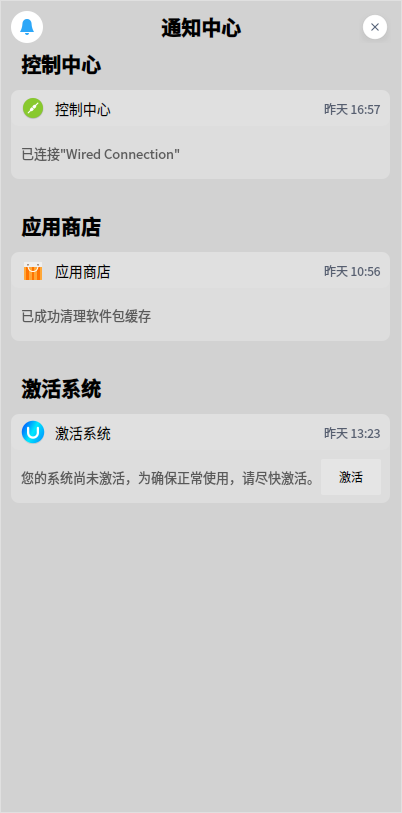 通知中心
控制中心
控制中心 昨天 16:57
已连接"Wired Connection"
应用商店
应用商店 昨天 10:56
已成功清理软件包缓存
激活系统
激活系统 昨天 13:23
您的系统尚未激活，为确保正常使用，请尽快激活。 激活